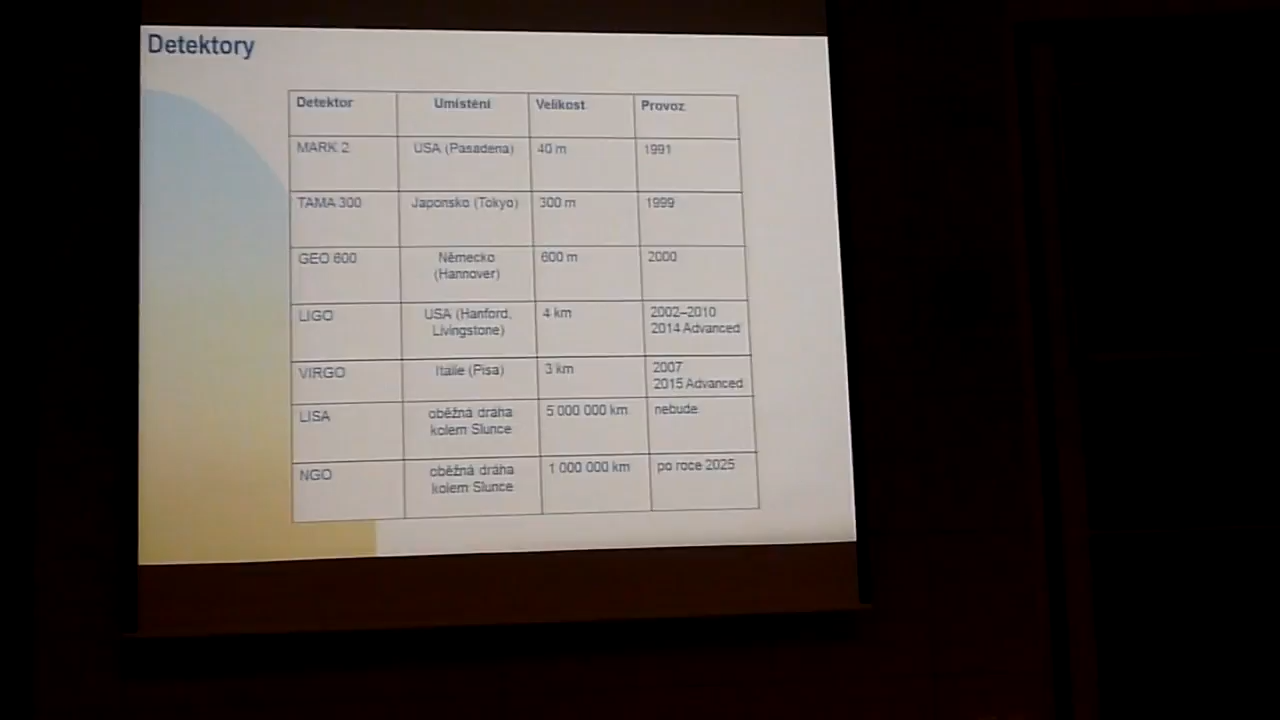 Detektory
Detektor Umístění Velikost Provoz
MARK 2 USA (Pasadena) 40 m 1991
TAMA 300 Japonsko (Tokyo) 300 m 1999
GEO 600 Německo 600 m 2000
(Hannover)
LIGO USA (Hanford, 4 km 2002–2010
Livingstone) 2014 Advanced
VIRGO Itálie (Pisa) 3 km 2007
2015 Advanced
LISA oběžná dráha 5 000 000 km nebude
kolem Slunce
NGO oběžná dráha 1 000 000 km po roce 2025
kolem Slunce